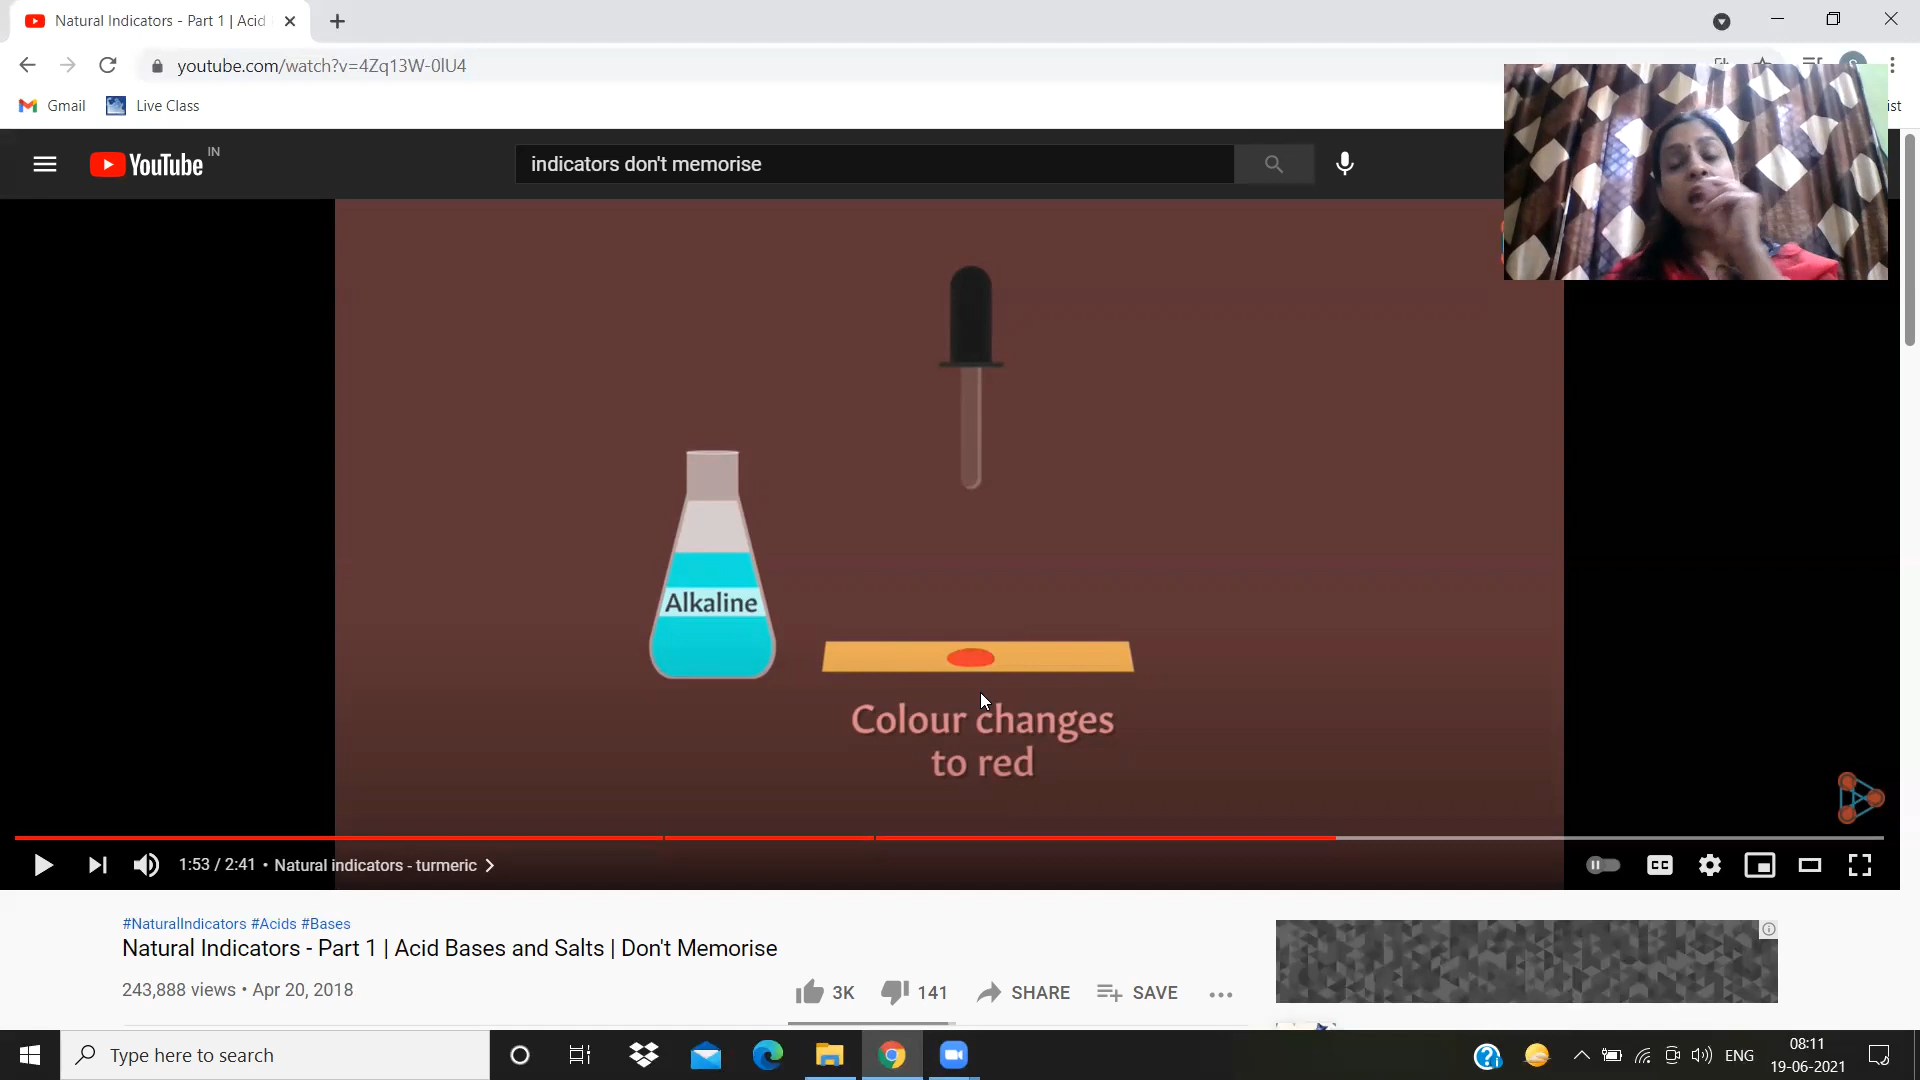 Natural Indicators - Part 1 | Acid
youtube.com/watch?v=4Zq13W-0lU4
Gmail
Live Class
ist
YouTube
IN
indicators don't memorise
Alkaline
Colour changes
to red
1:53 / 2:41 • Natural indicators - turmeric
CC
#NaturalIndicators #Acids #Bases
Natural Indicators - Part 1 | Acid Bases and Salts | Don't Memorise
243,888 views • Apr 20, 2018
3K
141
SHARE
SAVE
Type here to search
ENG
08:11
19-06-2021